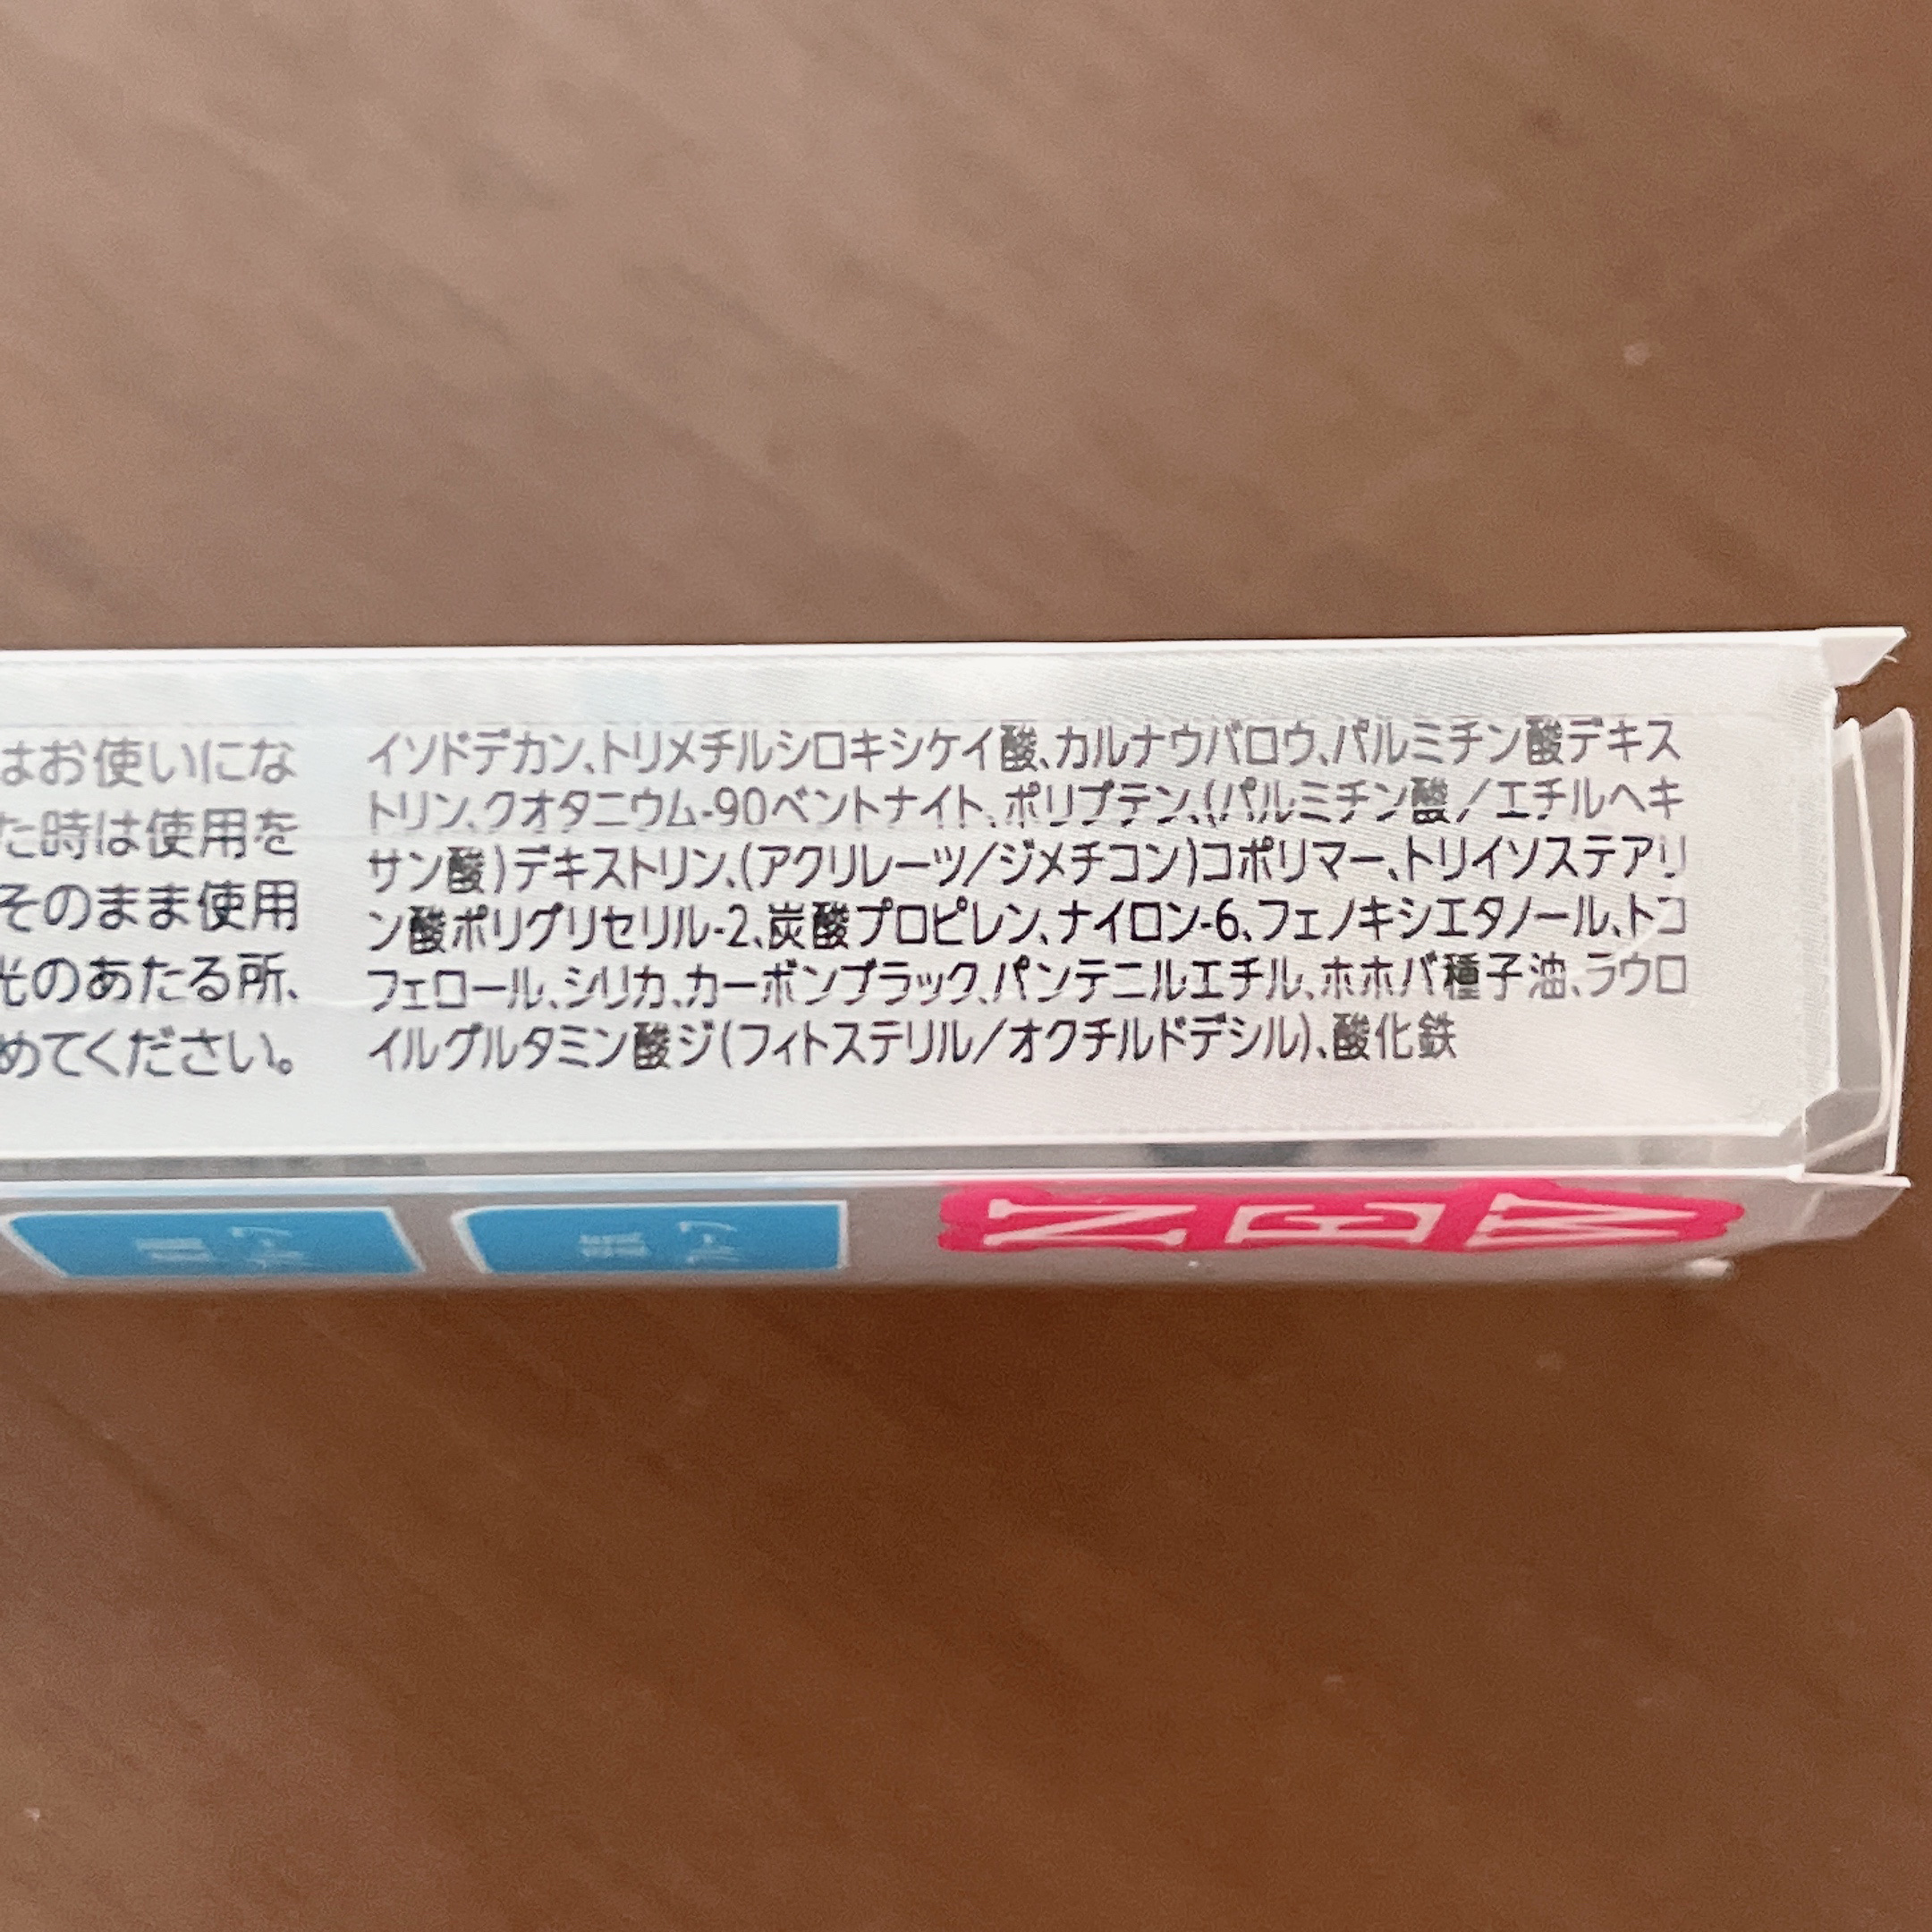 はお使いにな
た時は使用を
そのまま使用
光のあたる所、
めてください。
イソドデカン、トリメチルシロキシケイ酸、カルナウバロウ、パルミチン酸デキス
トリン、クオタニウム-90ベントナイト、ポリブテン、(パルミチン酸/エチルヘキ
サン酸)デキストリン、(アクリレーツ/ジメチコン)コポリマー、トリイソステアリ
ン酸ポリグリセリル-2、炭酸プロピレン、ナイロン-6、フェノキシエタノール、トコ
フェロール、シリカ、カーボンブラック、パンテニルエチル、ホホバ種子油、ラウロ
イルグルタミン酸ジ(フィトステリル/オクチルドデシル)、酸化鉄
NEW